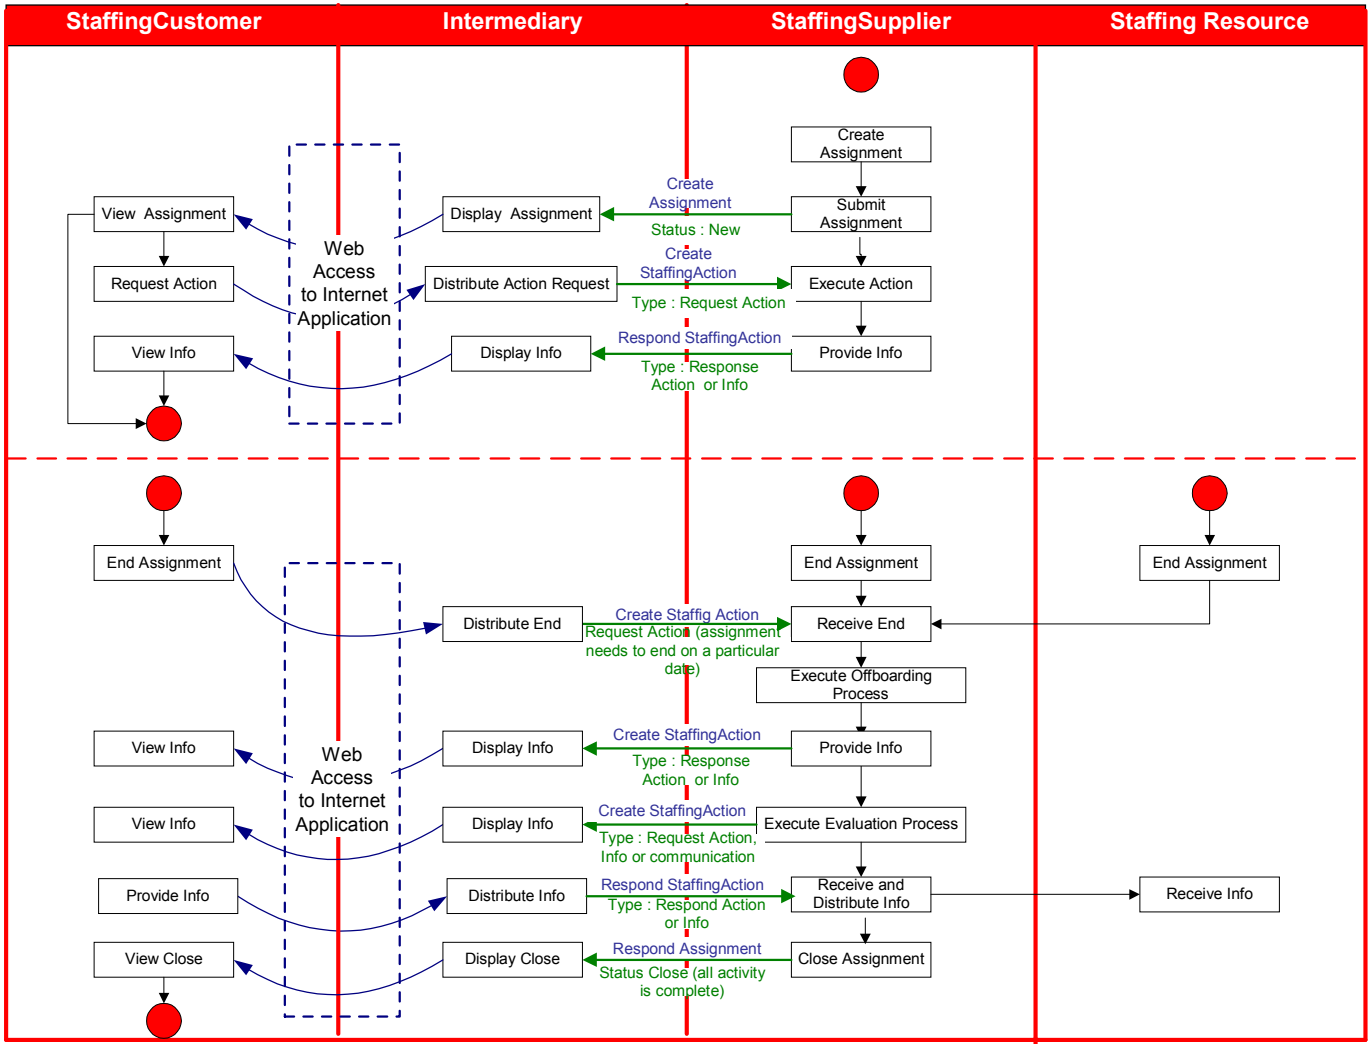 StaffingCustomer
Intermediary
StaffingSupplier
Staffing Resource
Create
Assignment
View Assignment
Display Assignment
Create
Assignment
Status : New
Submit
Assignment
Web
Access
to Internet
Application
Request Action
Distribute Action Request
Create
StaffingAction
Type : Request Action
Execute Action
View Info
Display Info
Respond StaffingAction
Type : Response
Action or Info
Provide Info
End Assignment
End Assignment
End Assignment
Distribute End
Create Staffig Action
Request Action (assignment
needs to end on a particular
date)
Receive End
Execute Offboarding
Process
View Info
Display Info
Create StaffingAction
Type : Response
Action or Info
Provide Info
Web
Access
to Internet
Application
View Info
Display Info
Create StaffingAction
Type : Request Action,
Info or communication
Execute Evaluation Process
Provide Info
Distribute Info
Respond StaffingAction
Type : Respond Action
or Info
Receive and
Distribute Info
Receive Info
View Close
Display Close
Respond Assignment
Status Close (all activity
is complete)
Close Assignment